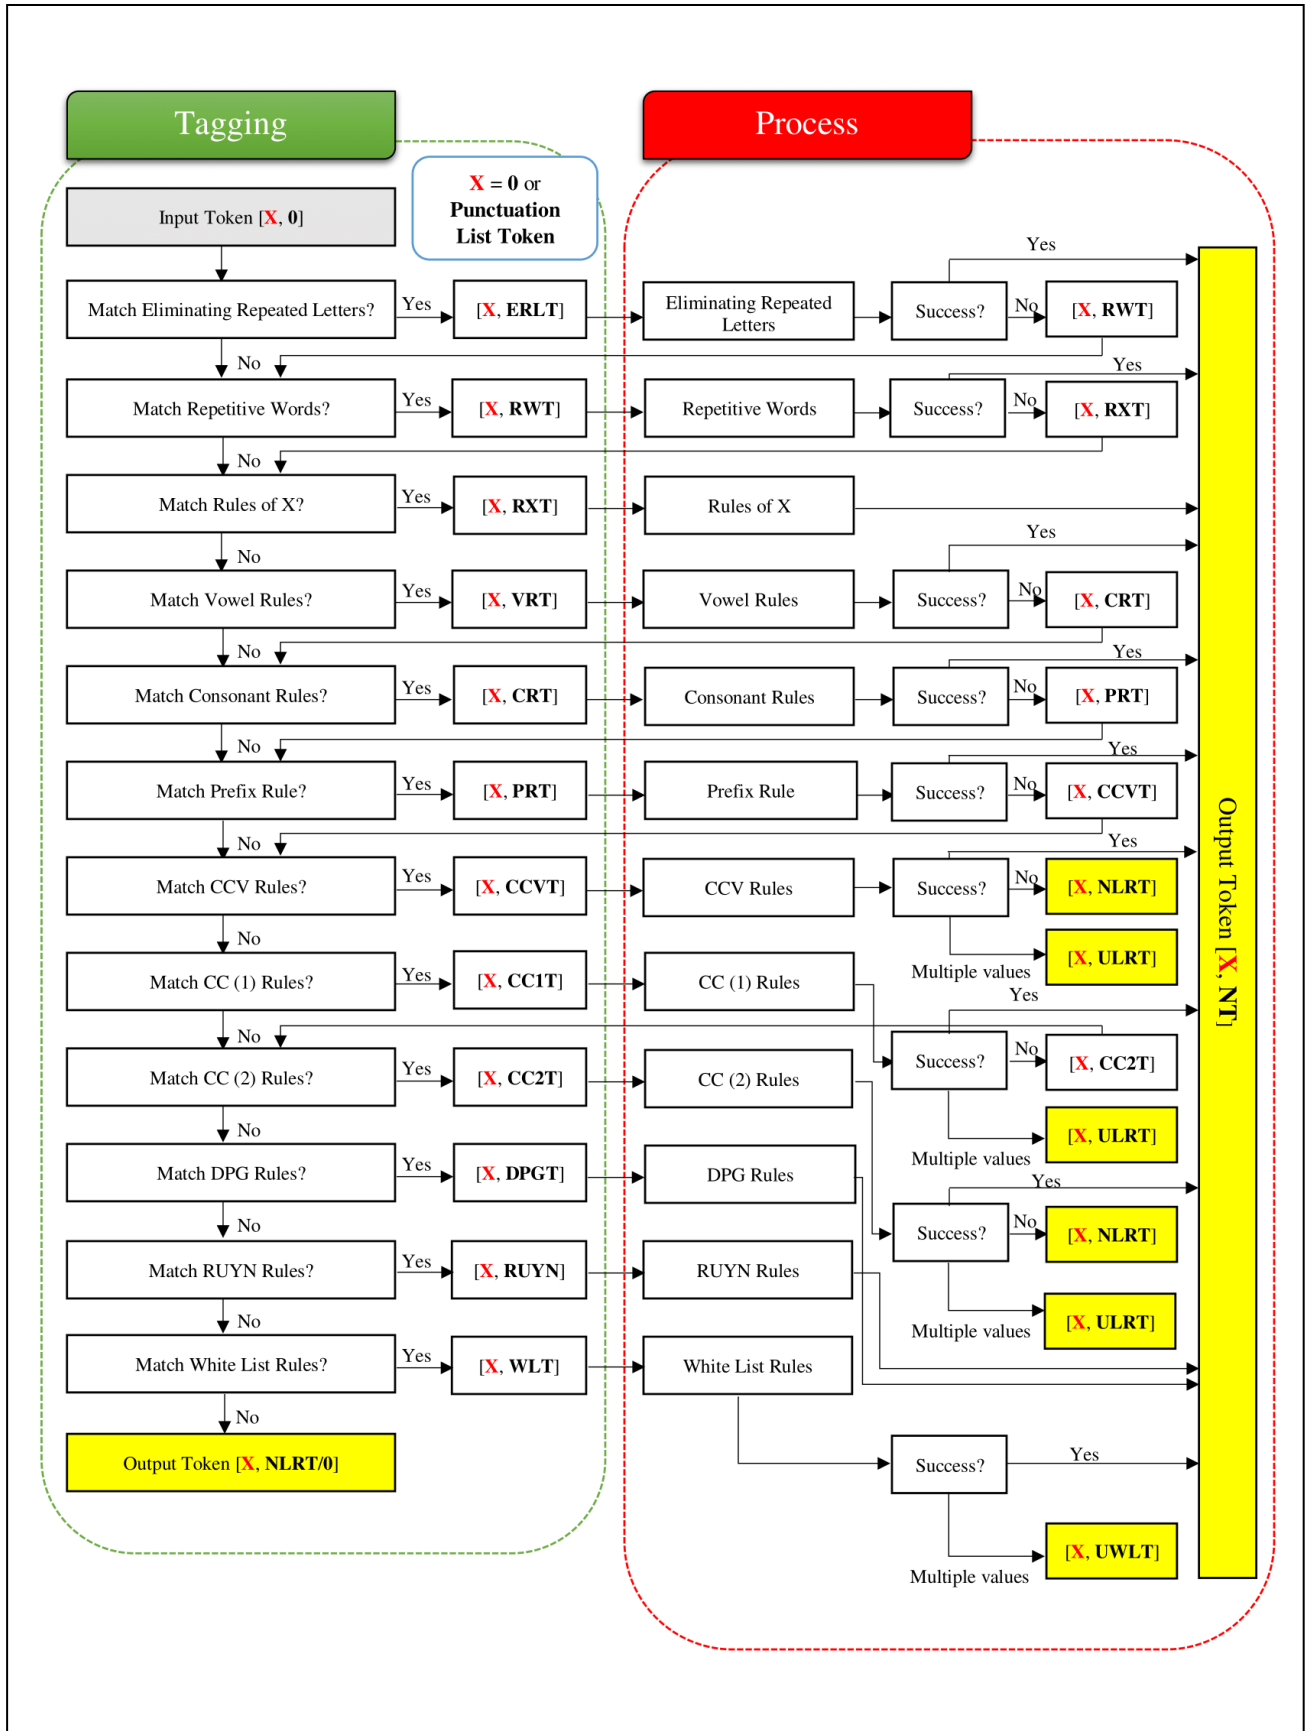 Tagging
Process
X = 0 or
Punctuation
List Token
Input Token [X, 0]
Yes
Match Eliminating Repeated Letters?
Yes
[X, ERLT]
Eliminating Repeated
Letters
Success?
No
[X, RWT]
No
Yes
Match Repetitive Words?
Yes
[X, RWT]
Repetitive Words
Success?
No
[X, RXT]
No
Match Rules of X?
Yes
[X, RXT]
Rules of X
No
Yes
Match Vowel Rules?
Yes
[X, VRT]
Vowel Rules
Success?
No
[X, CRT]
No
Yes
Match Consonant Rules?
Yes
[X, CRT]
Consonant Rules
Success?
No
[X, PRT]
No
Yes
Match Prefix Rule?
Yes
[X, PRT]
Prefix Rule
Success?
No
[X, CCVT]
No
Yes
Match CCV Rules?
Yes
[X, CCVT]
CCV Rules
Success?
No
[X, NLRT]
No
Multiple values
[X, ULRT]
Match CC (1) Rules?
Yes
[X, CC1T]
CC (1) Rules
Yes
No
Success?
No
[X, CC2T]
Match CC (2) Rules?
Yes
[X, CC2T]
CC (2) Rules
Multiple values
[X, ULRT]
No
Match DPG Rules?
Yes
[X, DPGT]
DPG Rules
Yes
No
Success?
No
[X, NLRT]
Match RUYN Rules?
Yes
[X, RUYN]
RUYN Rules
Multiple values
[X, ULRT]
No
Match White List Rules?
Yes
[X, WLT]
White List Rules
No
Output Token [X, NLRT/0]
Success?
Yes
Multiple values
[X, UWLT]
Output Token [X, NT]